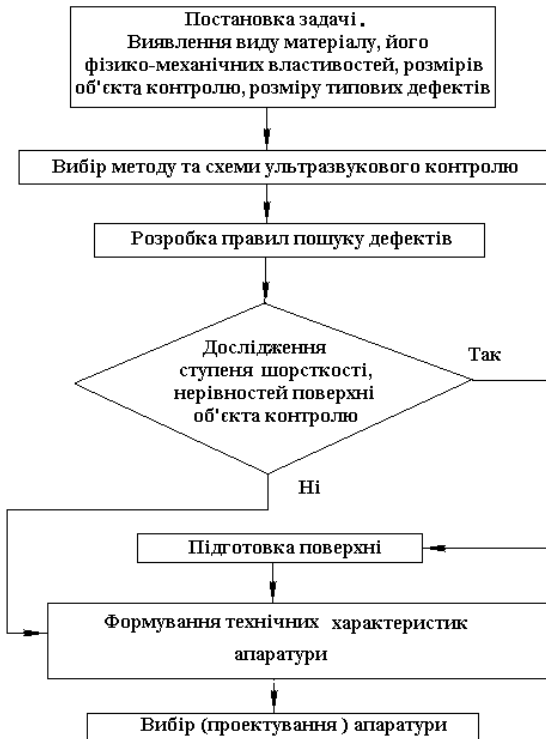 Постановка задачі.
Виявлення виду матеріалу, його
фізико-механічних властивостей, розмірів
об'єкта контролю, розміру типових дефектів
Вибір методу та схеми ультразвукового контролю
Розробка правил пошуку дефектів
Дослідження
ступеня шорсткості,
нерівностей поверхні
об'єкта контролю
Так
Ні
Підготовка поверхні
Формування технічних характеристик
апаратури
Вибір (проектування ) апаратури